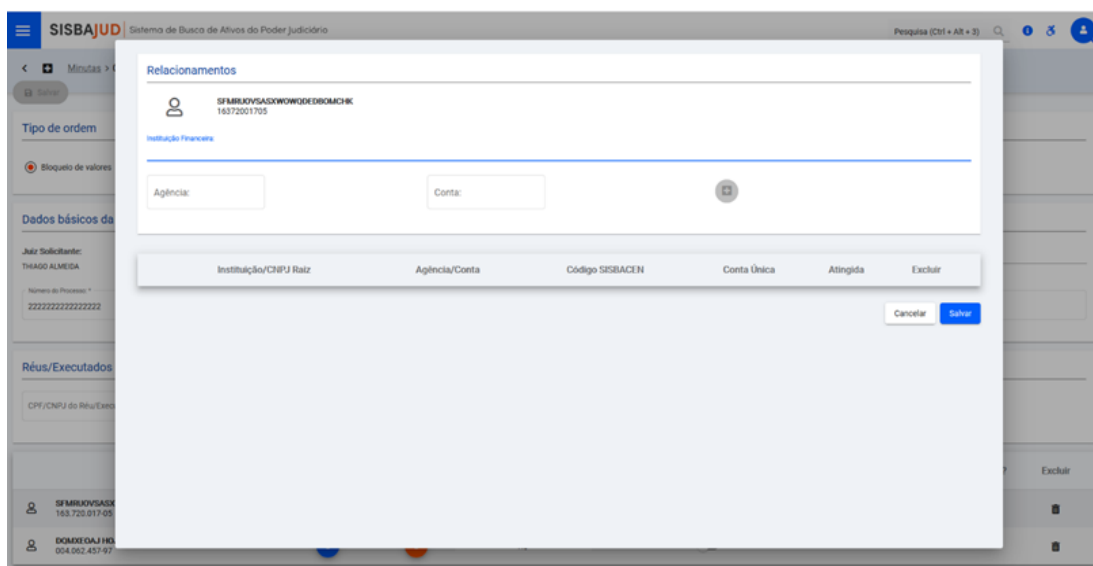 SISBAJUD Sistema de Busca de Ativos do Poder Judiciário
Pesquisa (Ctrl + Alt + 3)
Minutas >
Salvar
Tipo de ordem
Bloqueio de valores
Dados básicos da
Juiz Solicitante:
THIAGO ALMEIDA
Número do Processo: *
2222222222222222
Réus/Executados
CPF/CNPJ do Réu/Exec
Relacionamentos
SFMRUOVSASXWOWQDEDBOMCHK
16372001705
Instituição Financeira:
Agência:
Conta:
Instituição/CNPJ Raiz Agência/Conta Código SISBACEN Conta Única Atingida Excluir
Cancelar Salvar
? Excluir
SFMRUOVSASX
163.720.017-05
DQMXEOAJ HO
004.062.457-97